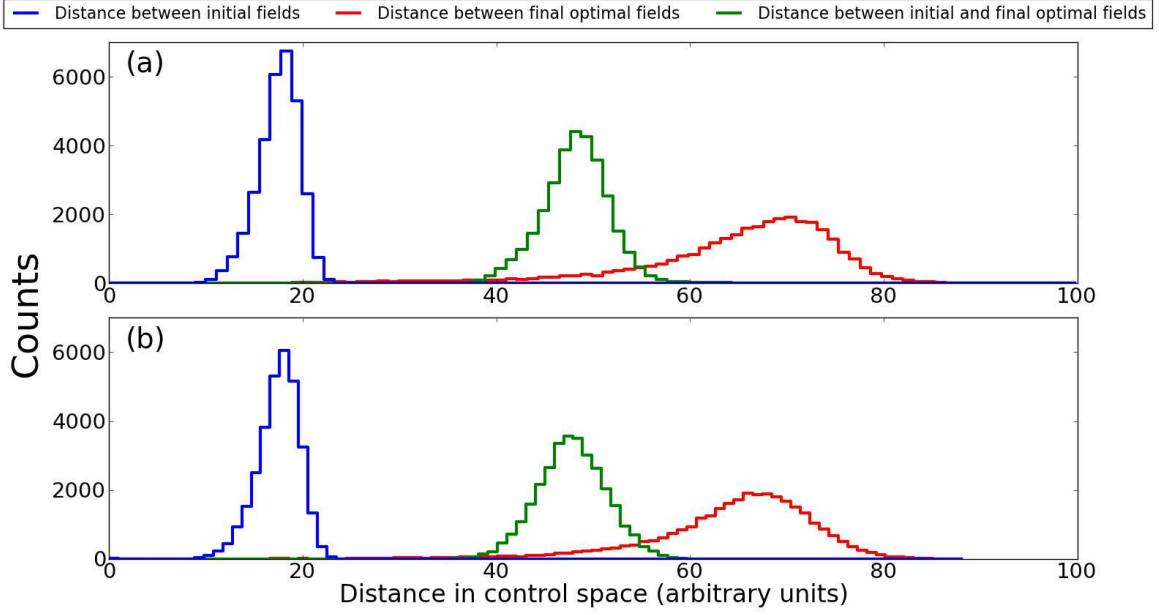 Distance between initial fields Distance between final optimal fields Distance between initial and final optimal fields
(a)
6000
4000
2000
0
0 20 40 60 80 100
(b)
6000
4000
2000
0
0 20 40 60 80 100
Counts
Distance in control space (arbitrary units)